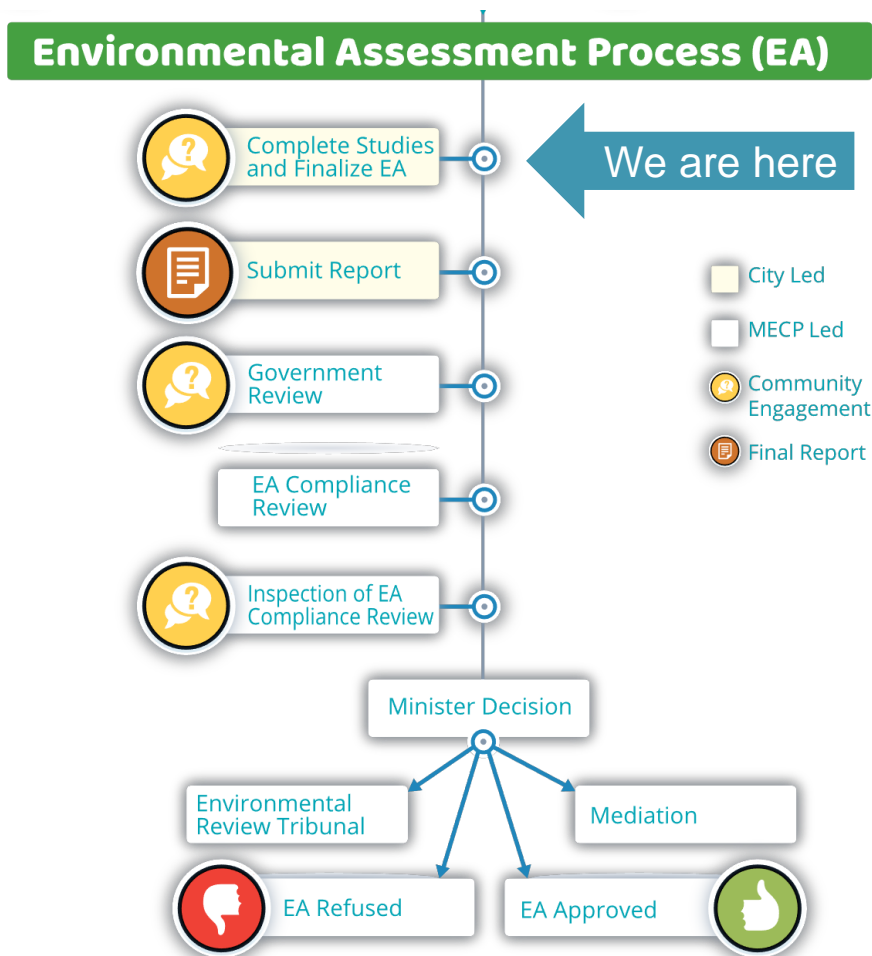 Environmental Assessment Process (EA)
Complete Studies
and Finalize EA
We are here
Submit Report
City Led
MECP Led
Government
Review
Community
Engagement
Final Report
EA Compliance
Review
Inspection of EA
Compliance Review
Minister Decision
Environmental
Review Tribunal
Mediation
EA Refused
EA Approved